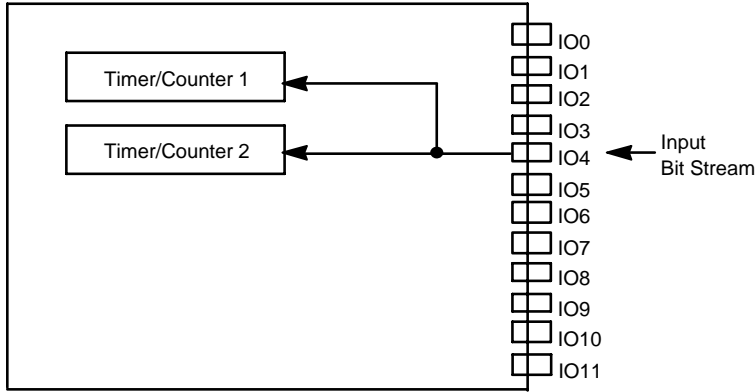 Timer/Counter 1
Timer/Counter 2
IO0
IO1
IO2
IO3
IO4
IO5
IO6
IO7
IO8
IO9
IO10
IO11
Input
Bit Stream